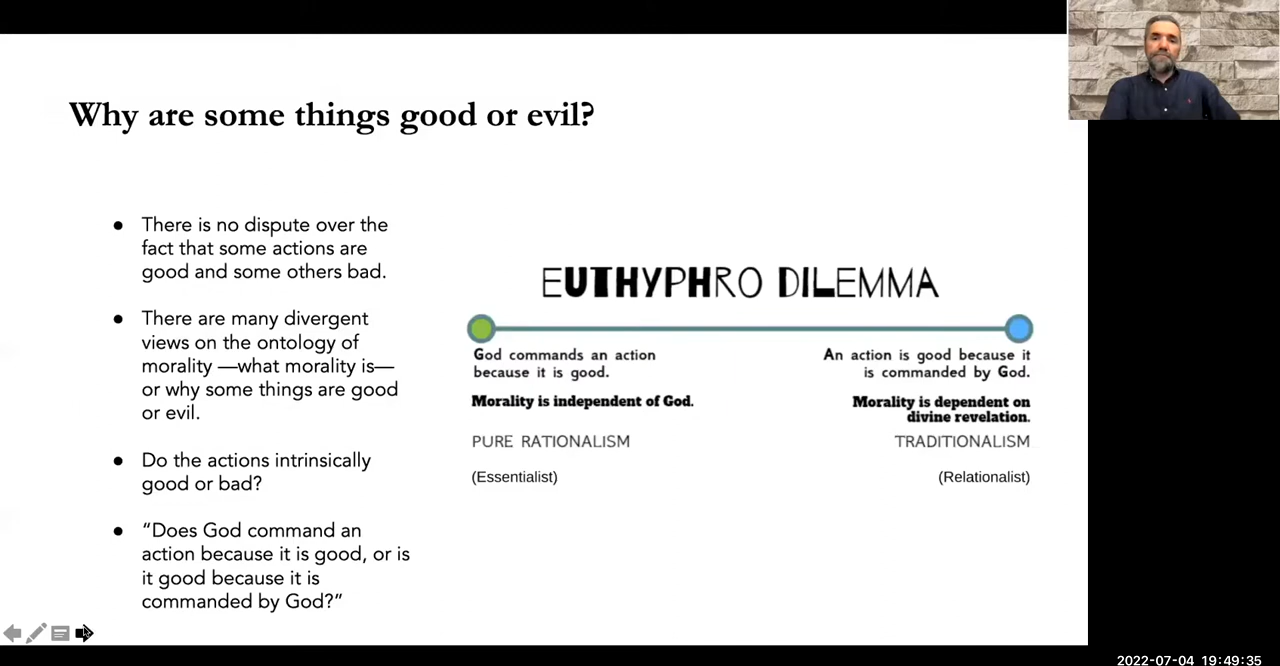 Why are some things good or evil?
● There is no dispute over the
fact that some actions are
good and some others bad.
● There are many divergent
views on the ontology of
morality —what morality is—
or why some things are good
or evil.
● Do the actions intrinsically
good or bad?
● “Does God command an
action because it is good, or is
it good because it is
commanded by God?”
EUTHYPHRO DILEMMA
God commands an action
because it is good.
Morality is independent of God.
PURE RATIONALISM
(Essentialist)
An action is good because it
is commanded by God.
Morality is dependent on
divine revelation.
TRADITIONALISM
(Relationalist)
2022-07-04 19:49:35